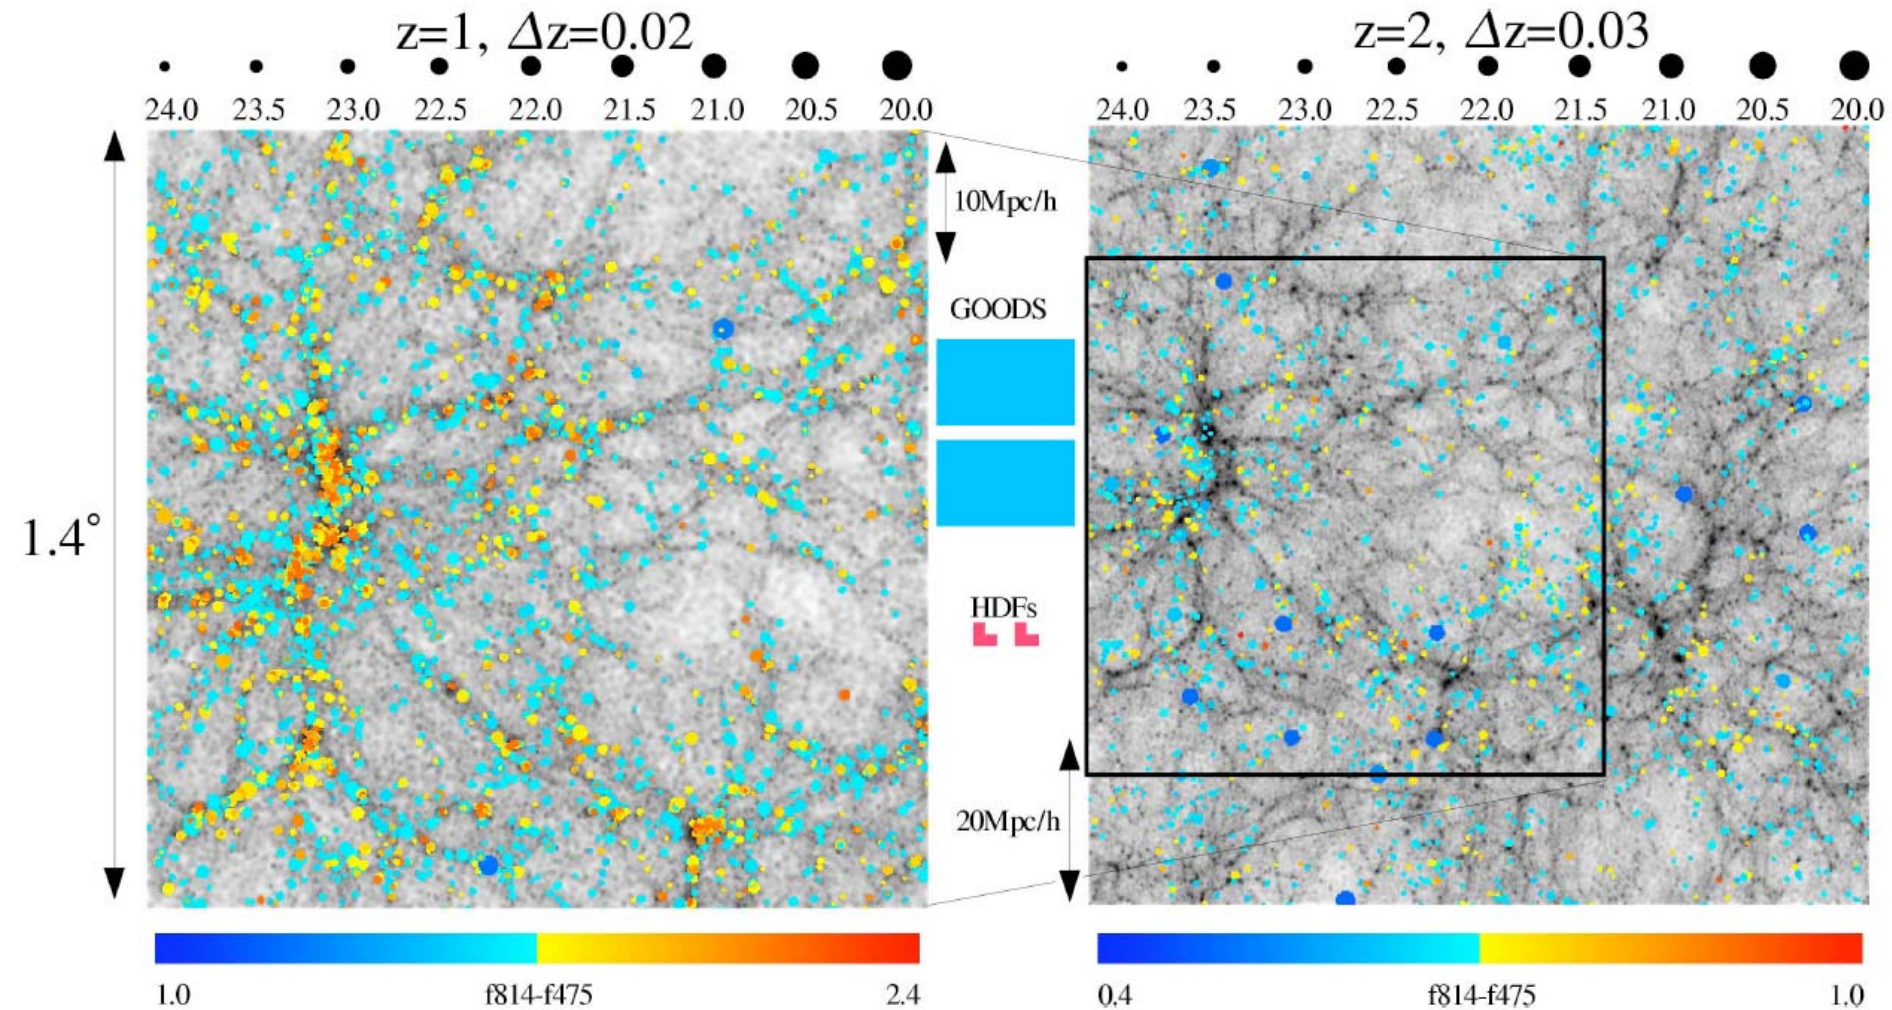 z=1, Δz=0.02
z=2, Δz=0.03
24.0 23.5 23.0 22.5 22.0 21.5 21.0 20.5 20.0
24.0 23.5 23.0 22.5 22.0 21.5 21.0 20.5 20.0
10Mpc/h
GOODS
1.4°
HDFs
20Mpc/h
1.0 f814-f475 2.4
0.4 f814-f475 1.0